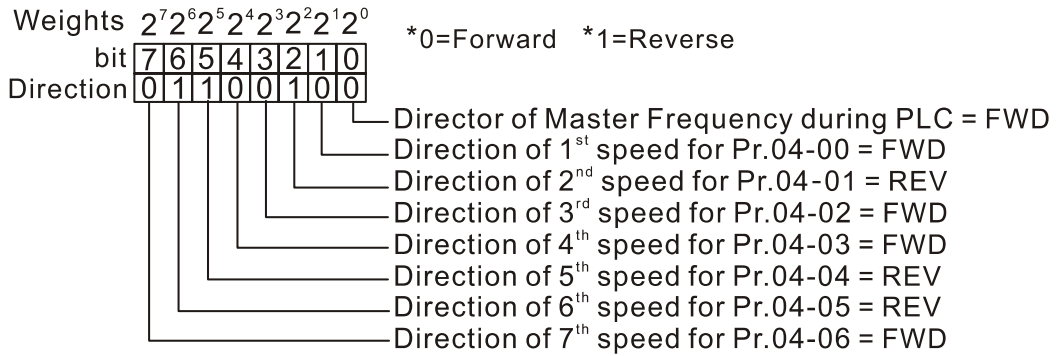 Weights 2⁷2⁶2⁵2⁴2³2²2¹2⁰ *0=Forward *1=Reverse
bit 7 6 5 4 3 2 1 0
Direction 0 1 1 0 0 1 0 0
Director of Master Frequency during PLC = FWD
Direction of 1st speed for Pr.04-00 = FWD
Direction of 2nd speed for Pr.04-01 = REV
Direction of 3rd speed for Pr.04-02 = FWD
Direction of 4th speed for Pr.04-03 = FWD
Direction of 5th speed for Pr.04-04 = REV
Direction of 6th speed for Pr.04-05 = REV
Direction of 7th speed for Pr.04-06 = FWD